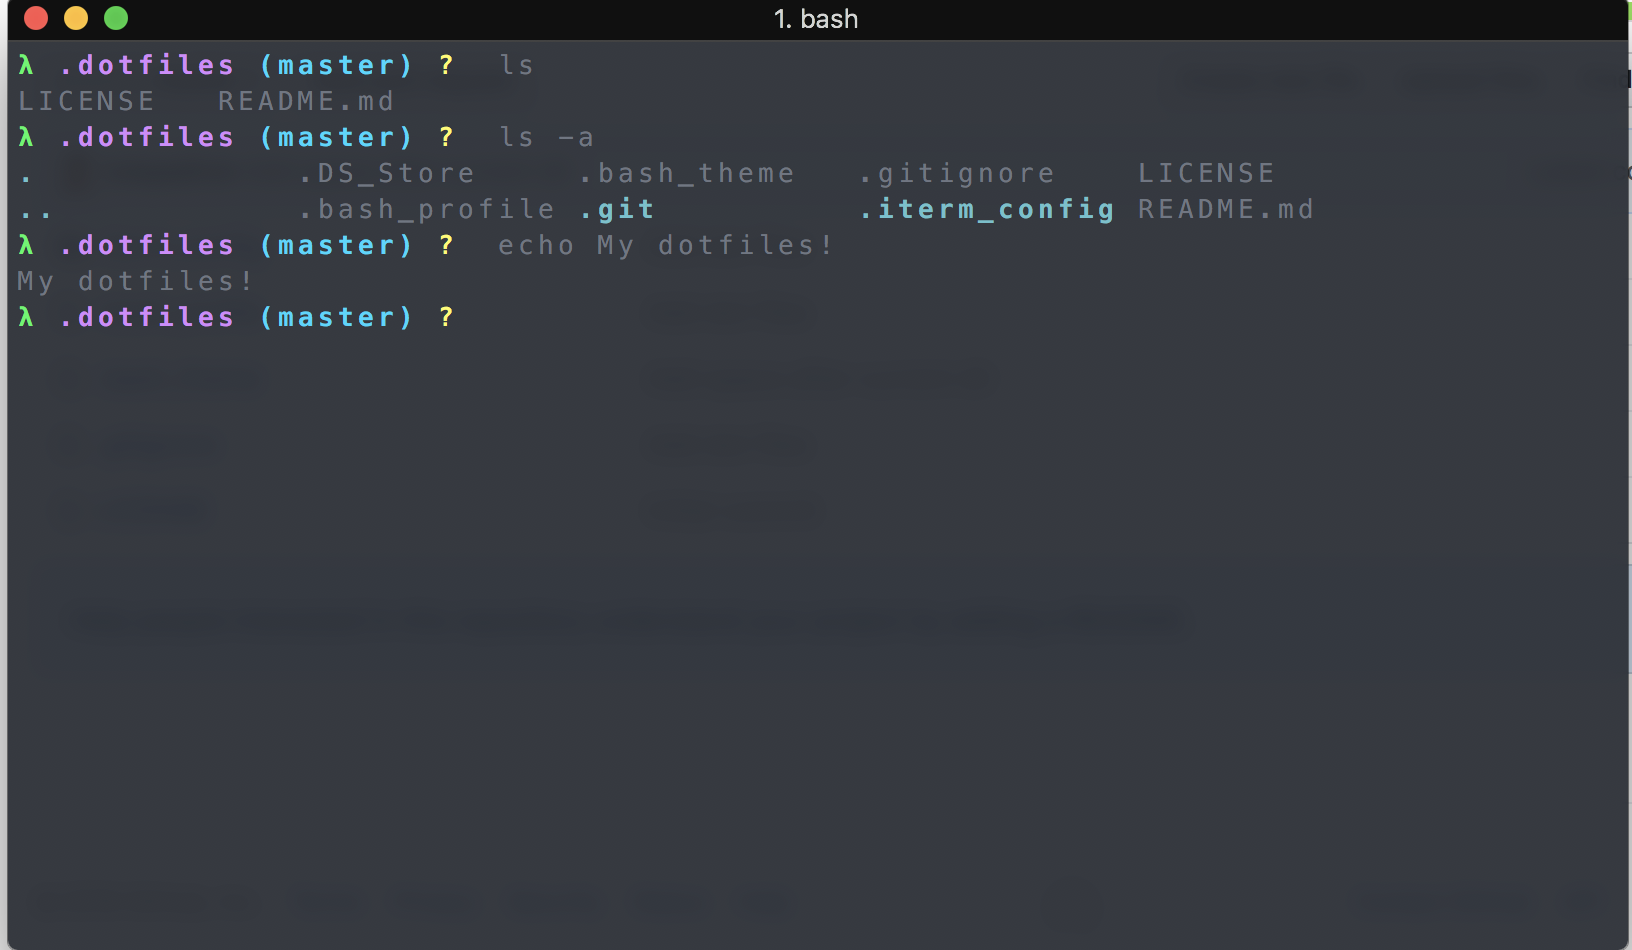 1. bash
λ .dotfiles (master) ? ls
LICENSE README.md
λ .dotfiles (master) ? ls -a
. .DS_Store .bash_theme .gitignore LICENSE
.. .bash_profile .git .iterm_config README.md
λ .dotfiles (master) ? echo My dotfiles!
My dotfiles!
λ .dotfiles (master) ?